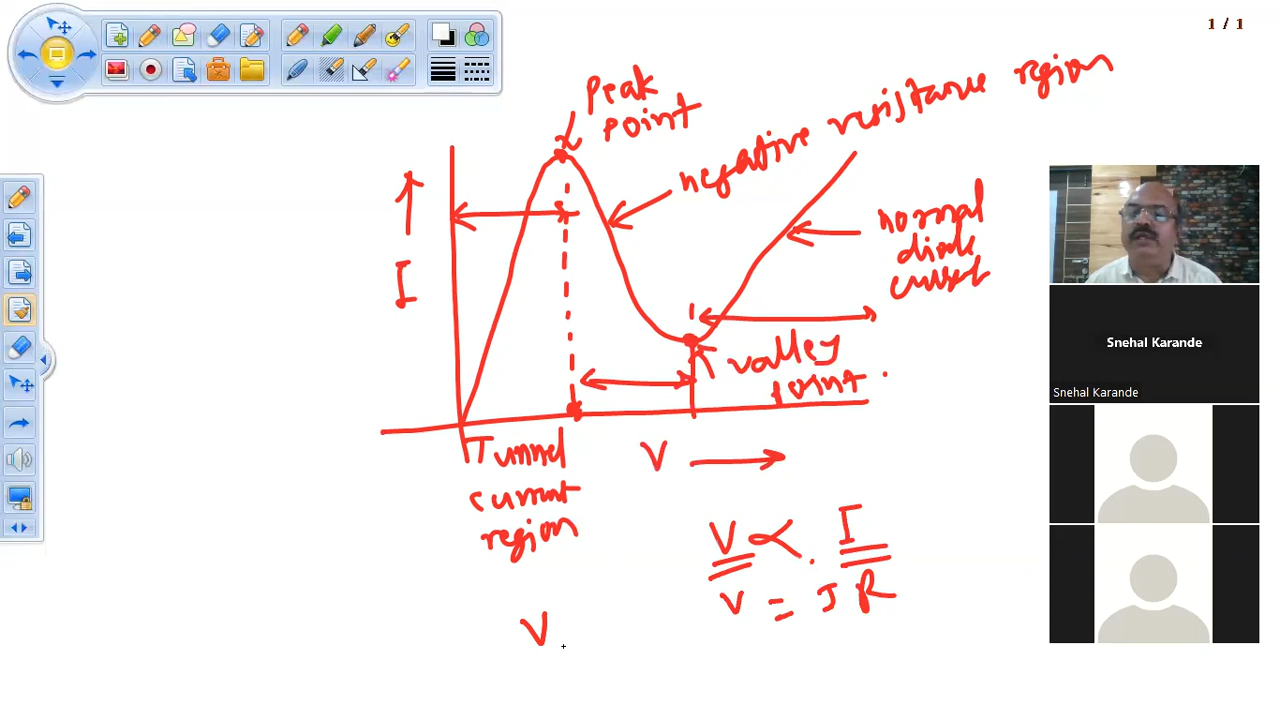 1 / 1
Peak
point
negative resistance region
normal
diode
current
I
valley
point.
Tunnel
current
region
V
V ∝ I
V = IR
V
Snehal Karande
Snehal Karande